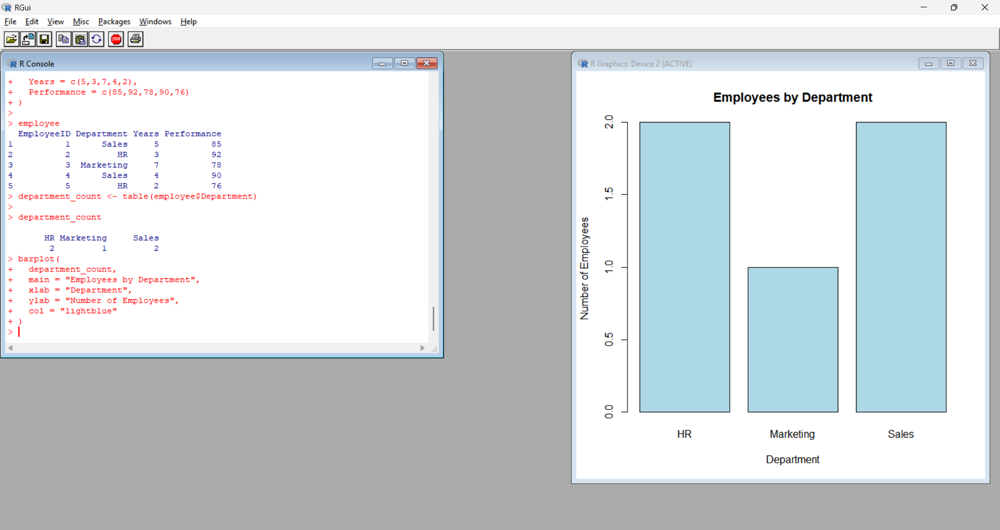 RGui
File Edit View Misc Packages Windows Help
STOP
R Console
+   Years = c(5,3,7,4,2),
+   Performance = c(85,92,78,90,76)
+ )
>
> employee
  EmployeeID Department Years Performance
1          1      Sales     5          85
2          2         HR     3          92
3          3  Marketing     7          78
4          4      Sales     4          90
5          5         HR     2          76
> department_count <- table(employee$Department)
>
> department_count
       HR Marketing     Sales
        2         1         2
> barplot(
+   department_count,
+   main = "Employees by Department",
+   xlab = "Department",
+   ylab = "Number of Employees",
+   col = "lightblue"
+ )
>
R Graphics: Device 2 (ACTIVE)
Employees by Department
Number of Employees
2.0
1.5
1.0
0.5
0.0
HR Marketing Sales
Department